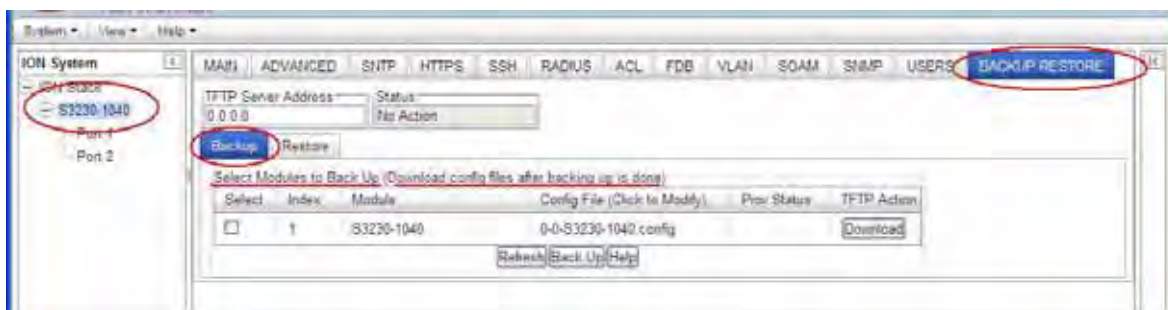 System View Help
ION System
ION Stack
S3230-1040
Port 1
Port 2
MAIN ADVANCED SNTP HTTPS SSH RADIUS ACL FDB VLAN SOAM SNMP USERS BACKUP-RESTORE
TFTP Server Address Status
0.0.0.0 No Action
Backup Restore
Select Modules to Back Up (Download config files after backing up is done)
Select Index Module Config File (Click to Modify) Prov Status TFTP Action
1 S3230-1040 0-0-S3230-1040.config Download
Refresh Back Up Help